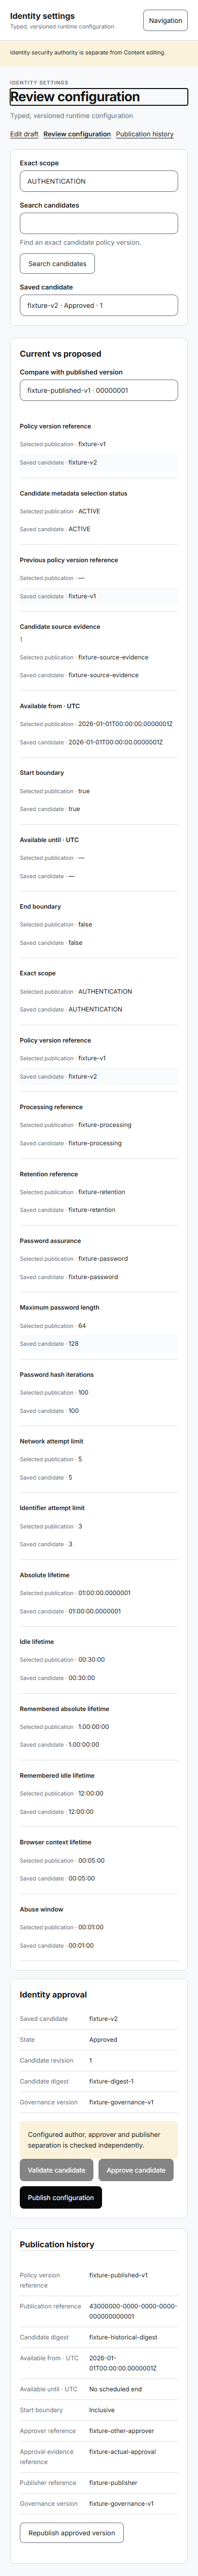 Identity settings
Typed, versioned runtime configuration
Navigation
Identity security authority is separate from Content editing.
IDENTITY SETTINGS
Review configuration
Typed, versioned runtime configuration
Edit draft Review configuration Publication history
Exact scope
AUTHENTICATION
Search candidates
Find an exact candidate policy version.
Search candidates
Saved candidate
fixture-v2 · Approved · 1
Current vs proposed
Compare with published version
fixture-published-v1 · 00000001
Policy version reference
Selected publication · fixture-v1
Saved candidate · fixture-v2
Candidate metadata selection status
Selected publication · ACTIVE
Saved candidate · ACTIVE
Previous policy version reference
Selected publication · —
Saved candidate · fixture-v1
Candidate source evidence
1
Selected publication · fixture-source-evidence
Saved candidate · fixture-source-evidence
Available from · UTC
Selected publication · 2026-01-01T00:00:00.0000001Z
Saved candidate · 2026-01-01T00:00:00.0000001Z
Start boundary
Selected publication · true
Saved candidate · true
Available until · UTC
Selected publication · —
Saved candidate · —
End boundary
Selected publication · false
Saved candidate · false
Exact scope
Selected publication · AUTHENTICATION
Saved candidate · AUTHENTICATION
Policy version reference
Selected publication · fixture-v1
Saved candidate · fixture-v2
Processing reference
Selected publication · fixture-processing
Saved candidate · fixture-processing
Retention reference
Selected publication · fixture-retention
Saved candidate · fixture-retention
Password assurance
Selected publication · fixture-password
Saved candidate · fixture-password
Maximum password length
Selected publication · 64
Saved candidate · 128
Password hash iterations
Selected publication · 100
Saved candidate · 100
Network attempt limit
Selected publication · 5
Saved candidate · 5
Identifier attempt limit
Selected publication · 3
Saved candidate · 3
Absolute lifetime
Selected publication · 01:00:00.0000001
Saved candidate · 01:00:00.0000001
Idle lifetime
Selected publication · 00:30:00
Saved candidate · 00:30:00
Remembered absolute lifetime
Selected publication · 1.00:00:00
Saved candidate · 1.00:00:00
Remembered idle lifetime
Selected publication · 12:00:00
Saved candidate · 12:00:00
Browser context lifetime
Selected publication · 00:05:00
Saved candidate · 00:05:00
Abuse window
Selected publication · 00:01:00
Saved candidate · 00:01:00
Identity approval
Saved candidate fixture-v2
State Approved
Candidate revision 1
Candidate digest fixture-digest-1
Governance version fixture-governance-v1
Configured author, approver and publisher
separation is checked independently.
Validate candidate Approve candidate
Publish configuration
Publication history
Policy version reference fixture-published-v1
Publication reference 43000000-0000-0000-0000-000000000001
Candidate digest fixture-historical-digest
Available from · UTC 2026-01-01T00:00:00.0000001Z
Available until · UTC No scheduled end
Start boundary Inclusive
Approver reference fixture-other-approver
Approval evidence reference fixture-actual-approval
Publisher reference fixture-publisher
Governance version fixture-governance-v1
Republish approved version